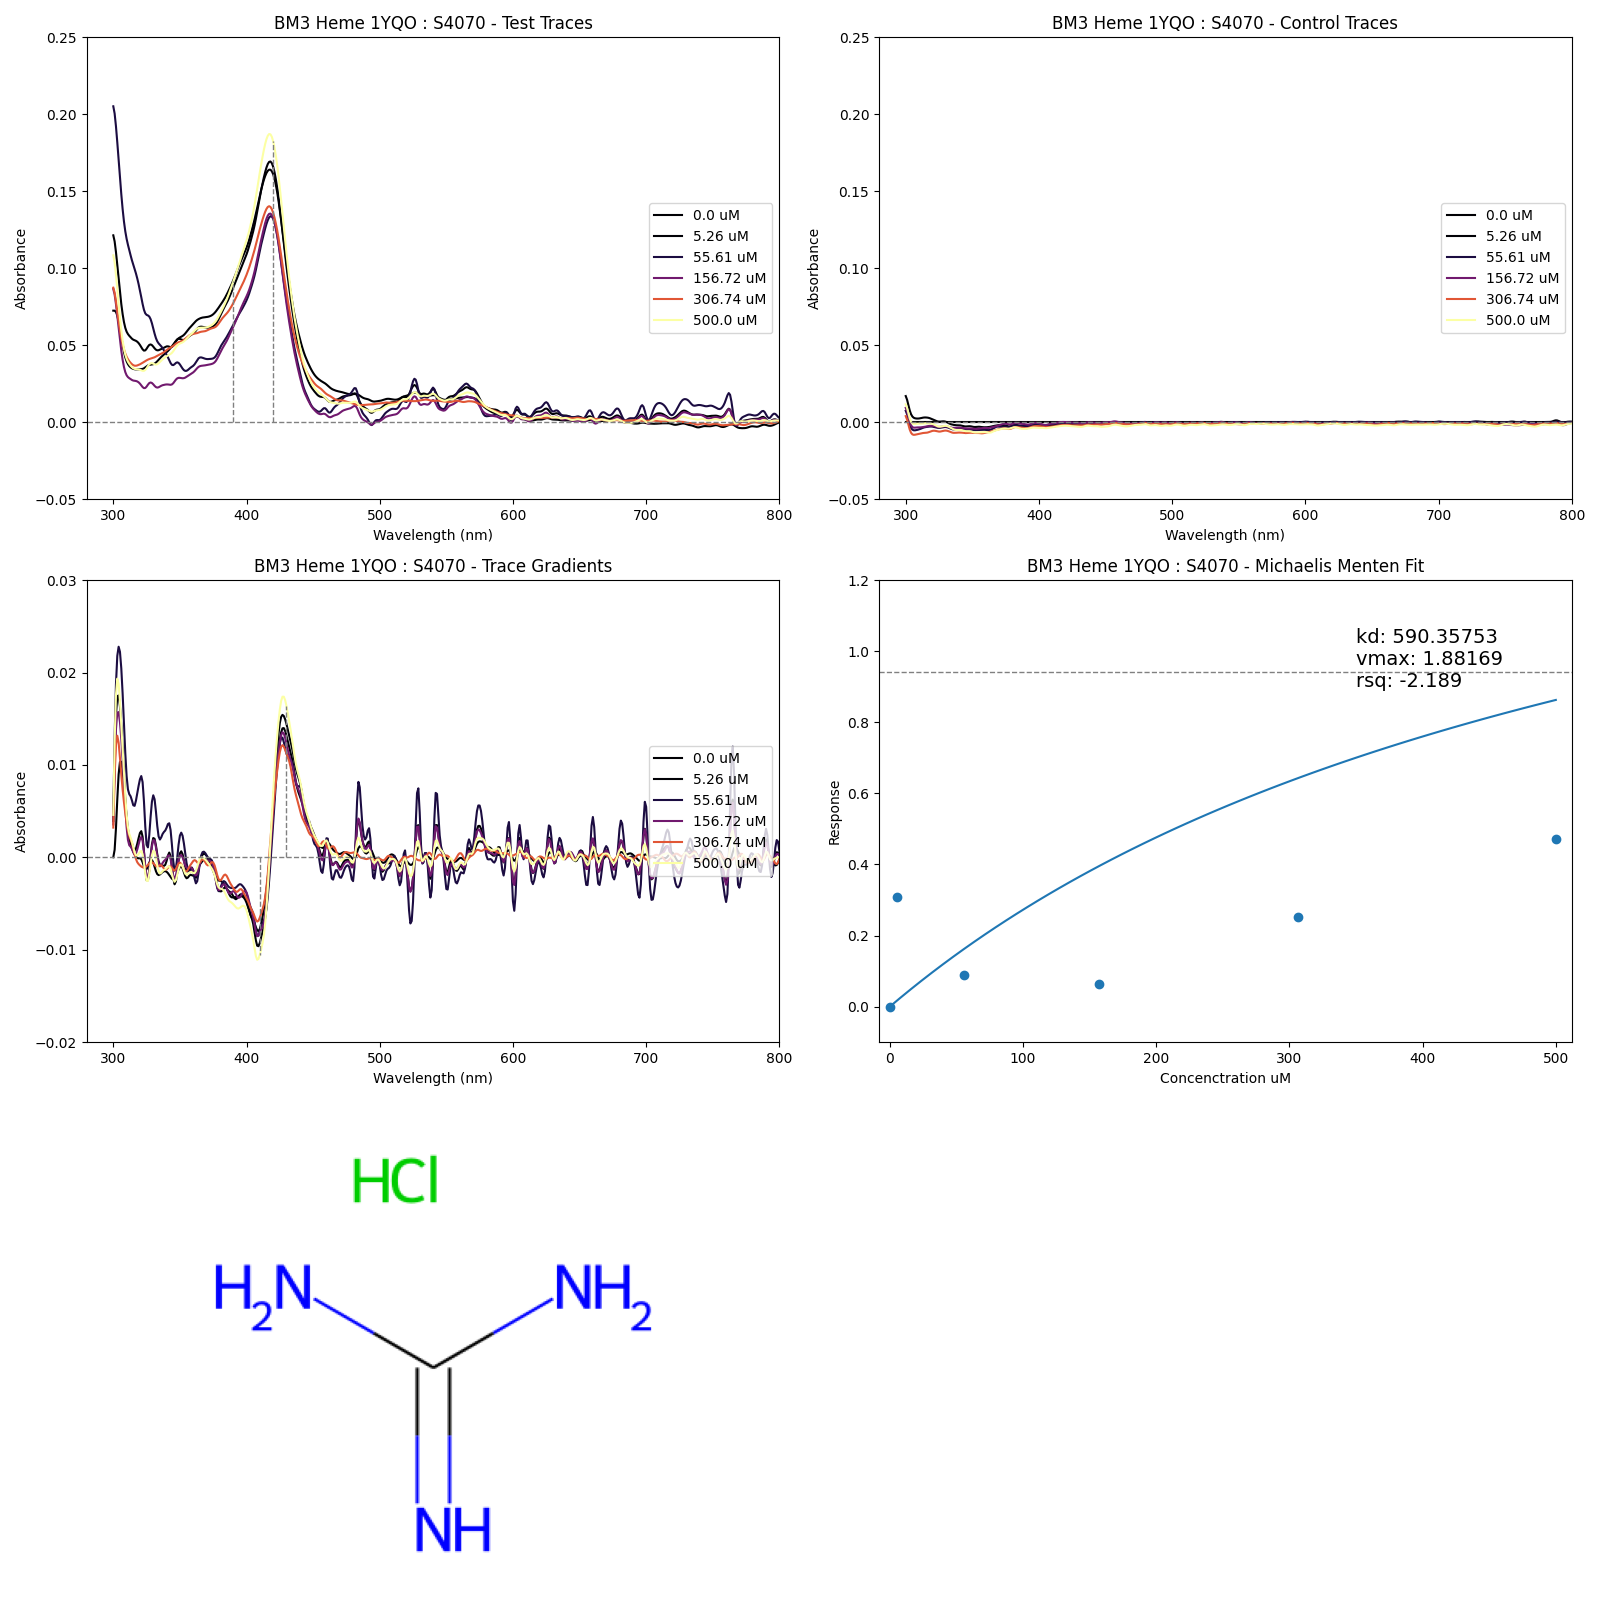 BM3 Heme 1YQO : S4070 - Test Traces
Absorbance
0.25
0.20
0.15
0.10
0.05
0.00
−0.05
300 400 500 600 700 800
Wavelength (nm)
0.0 uM
5.26 uM
55.61 uM
156.72 uM
306.74 uM
500.0 uM
BM3 Heme 1YQO : S4070 - Control Traces
Absorbance
0.25
0.20
0.15
0.10
0.05
0.00
−0.05
300 400 500 600 700 800
Wavelength (nm)
0.0 uM
5.26 uM
55.61 uM
156.72 uM
306.74 uM
500.0 uM
BM3 Heme 1YQO : S4070 - Trace Gradients
Absorbance
0.03
0.02
0.01
0.00
−0.01
−0.02
300 400 500 600 700 800
Wavelength (nm)
0.0 uM
5.26 uM
55.61 uM
156.72 uM
306.74 uM
500.0 uM
BM3 Heme 1YQO : S4070 - Michaelis Menten Fit
Response
1.2
1.0
0.8
0.6
0.4
0.2
0.0
0 100 200 300 400 500
Concenctration uM
kd: 590.35753
vmax: 1.88169
rsq: -2.189
HCl
H2N NH2
NH